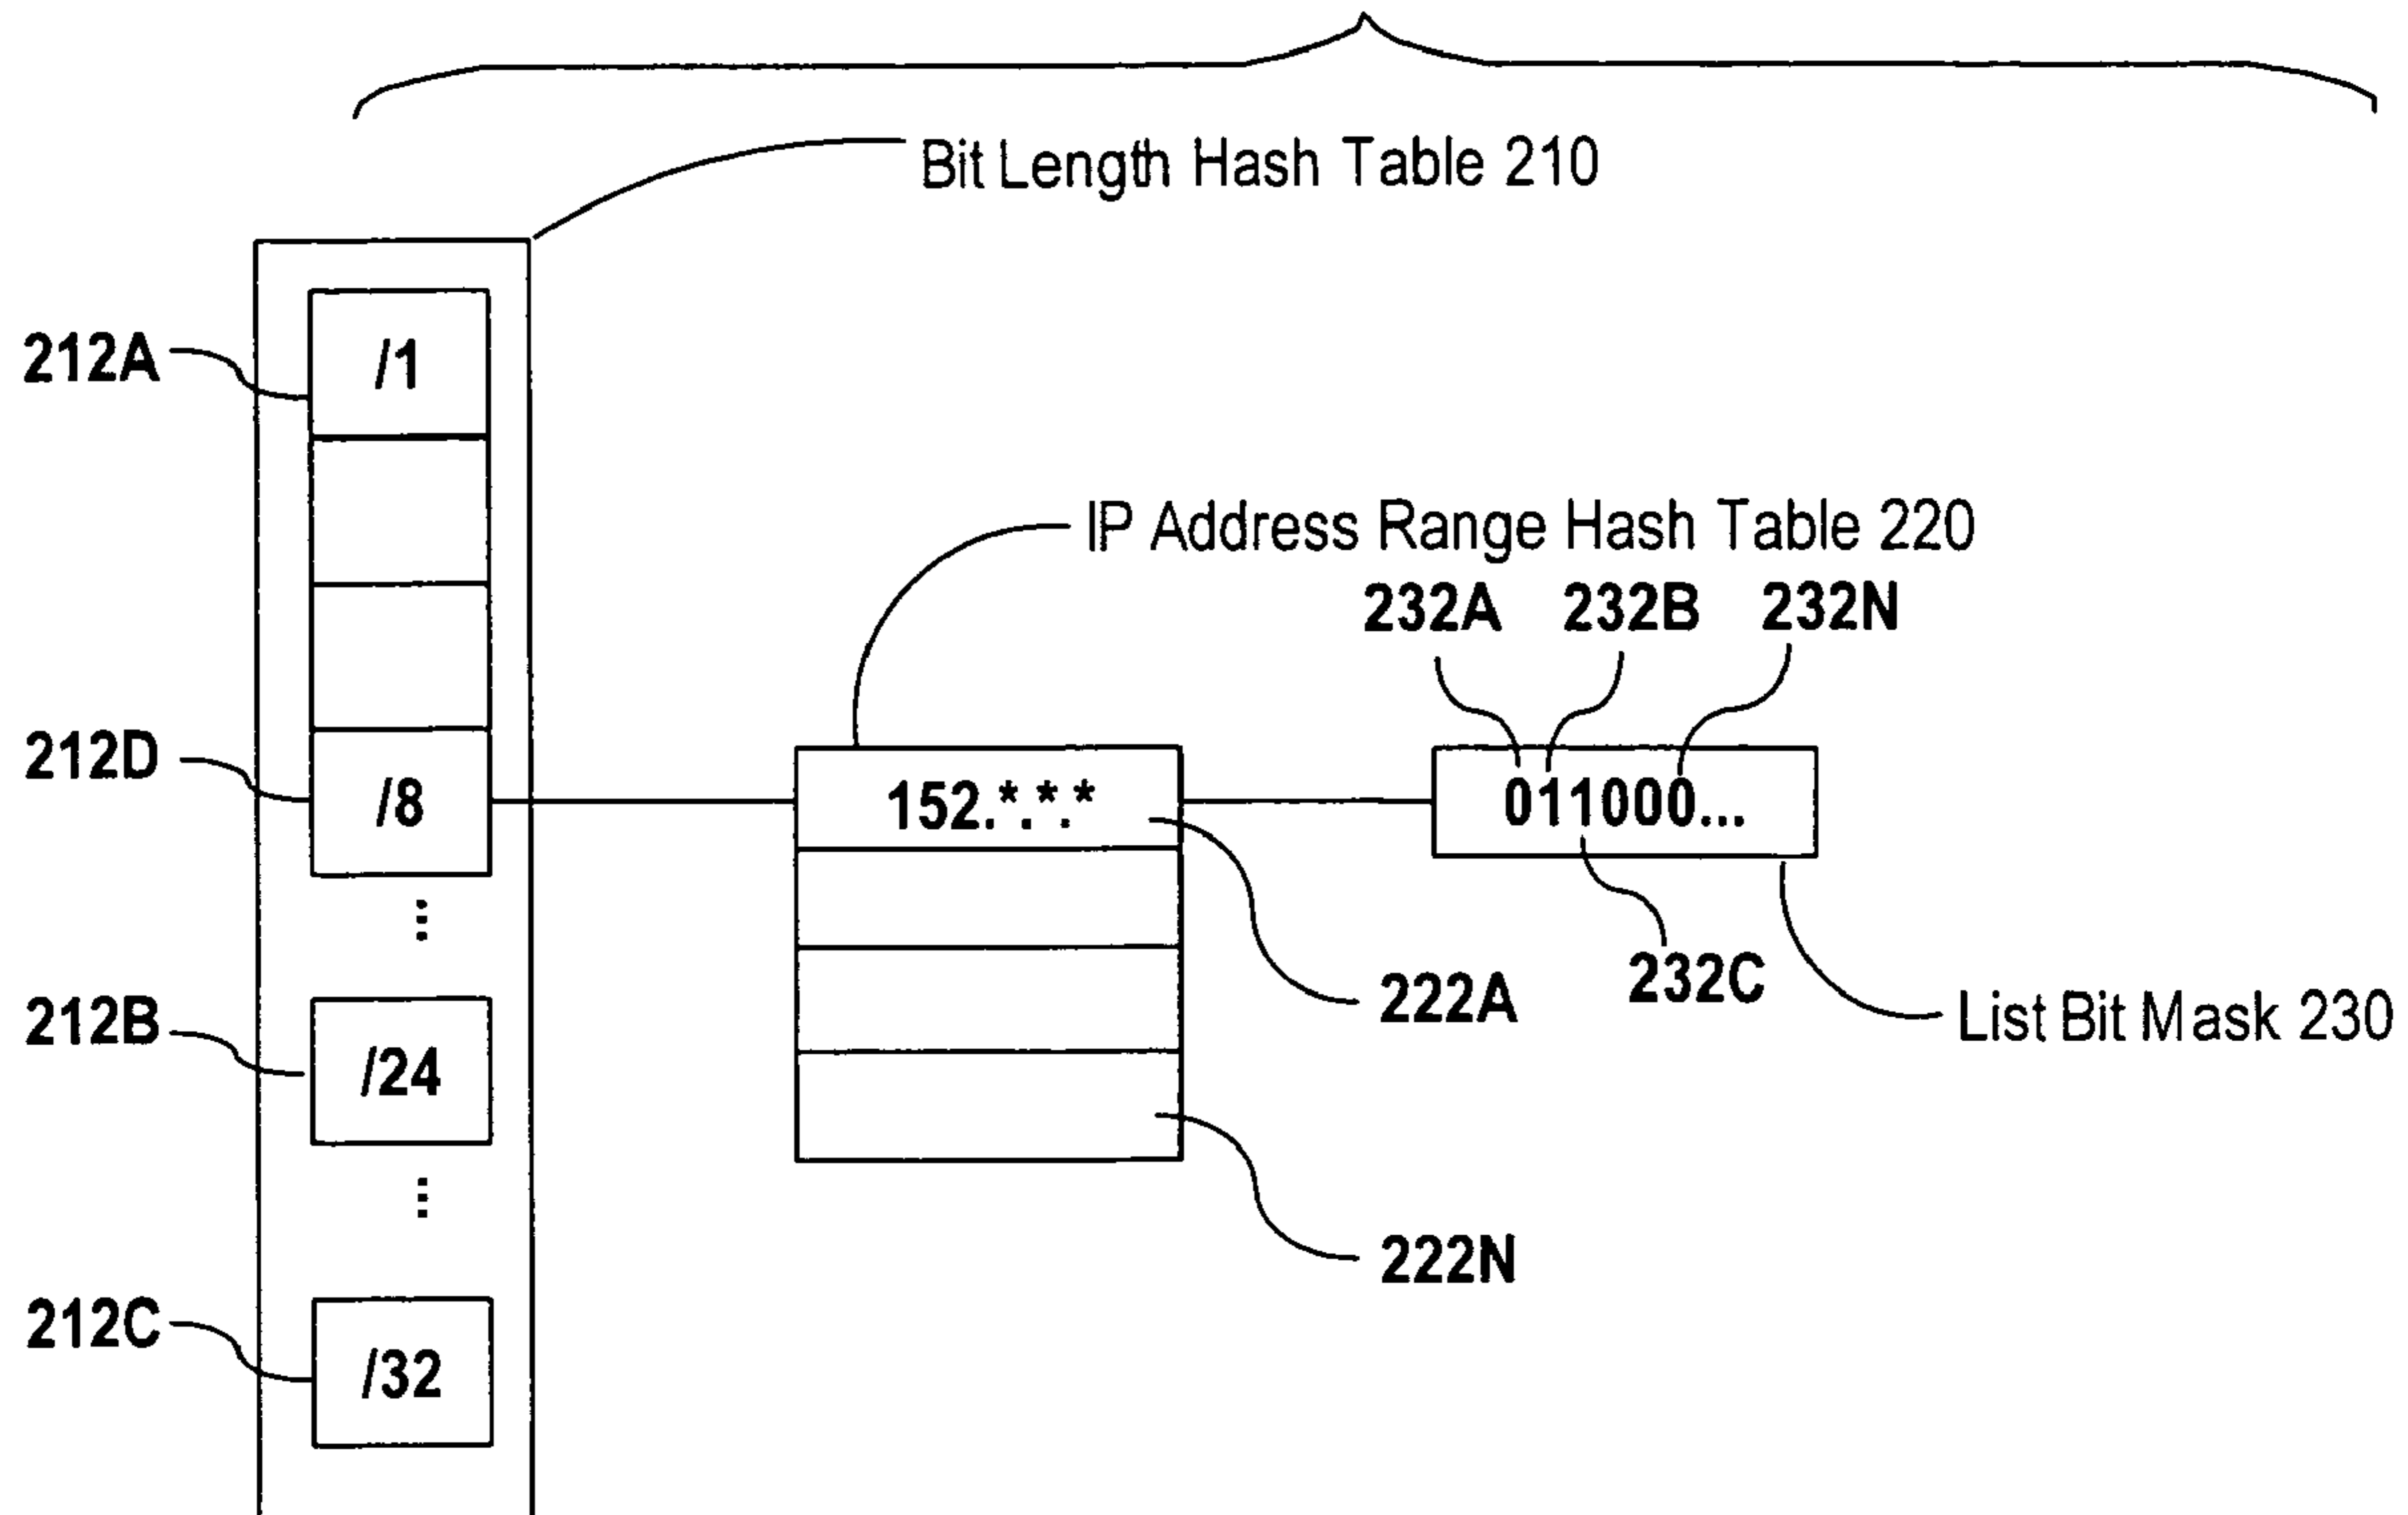 Bit Length Hash Table 210
212A
/1
IP Address Range Hash Table 220
232A 232B 232N
212D
/8
152.*.*.*
011000...
⋮
232C
222A
212B
/24
List Bit Mask 230
⋮
222N
212C
/32